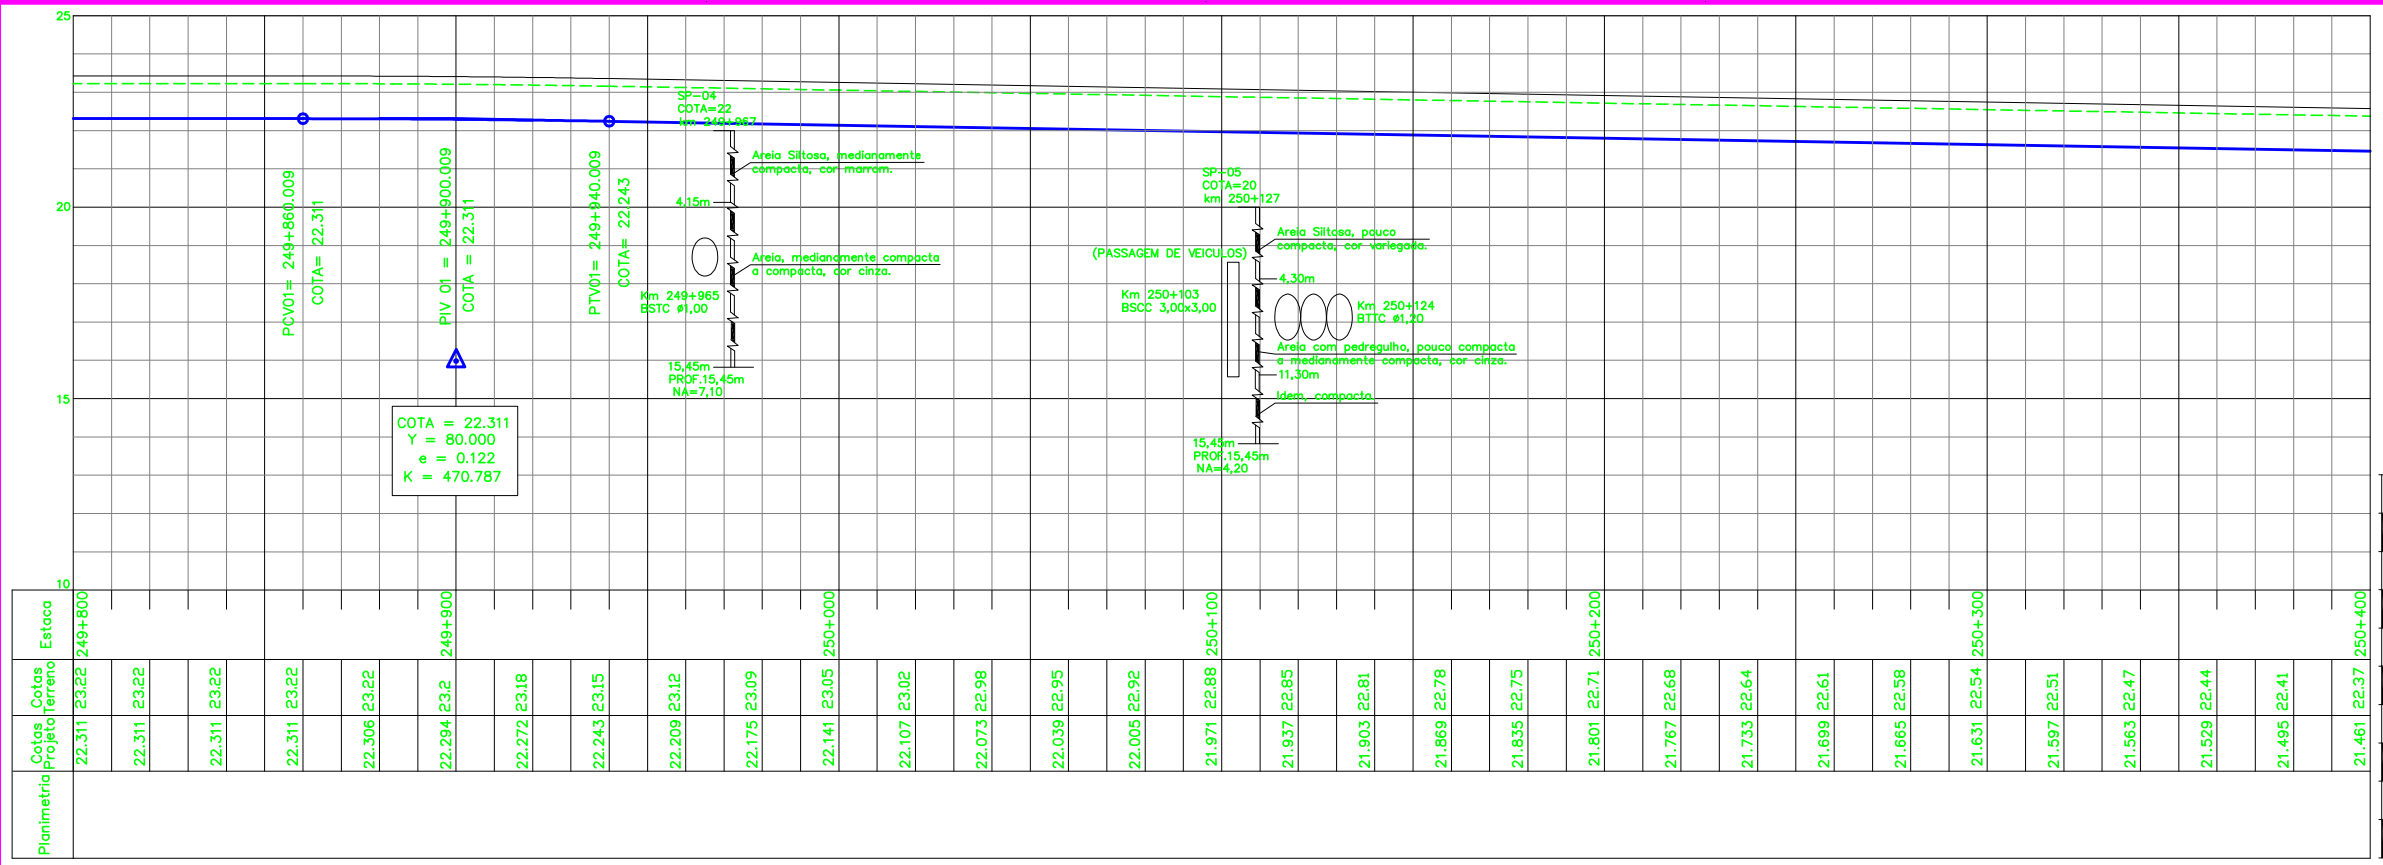 25
20
15
10
PCV01= 249+860.009
COTA= 22.311
PIV 01 = 249+900.009
COTA = 22.311
PTV01= 249+940.009
COTA= 22.243
COTA = 22.311
Y = 80.000
e = 0.122
K = 470.787
SP-04
COTA=22
km 249+967
Areia Siltosa, medianamente
compacta, cor marrom.
4,15m
Areia, medianamente compacta
a compacta, cor cinza.
Km 249+965
BSTC ø1,00
15,45m
PROF.15,45m
NA=7,10
SP-05
COTA=20
km 250+127
Areia Siltosa, pouco
compacta, cor variegada.
(PASSAGEM DE VEICULOS)
4,30m
Km 250+103
BSCC 3,00x3,00
Km 250+124
BTTC ø1,20
Areia com pedregulho, pouco compacta
a medianamente compacta, cor cinza.
11,30m
Idem, compacta.
15,45m
PROF.15,45m
NA=4,20
Estaca
249+800
249+900
250+000
250+100
250+200
250+300
250+400
Cotas
Terreno
23.22
23.22
23.22
23.22
23.22
23.2
23.18
23.15
23.12
23.09
23.05
23.02
22.98
22.95
22.92
22.88
22.85
22.81
22.78
22.75
22.71
22.68
22.64
22.61
22.58
22.54
22.51
22.47
22.44
22.41
22.37
Cotas
Projeto
22.311
22.311
22.311
22.311
22.306
22.294
22.272
22.243
22.209
22.175
22.141
22.107
22.073
22.039
22.005
21.971
21.937
21.903
21.869
21.835
21.801
21.767
21.733
21.699
21.665
21.631
21.597
21.563
21.529
21.495
21.461
Planimetria